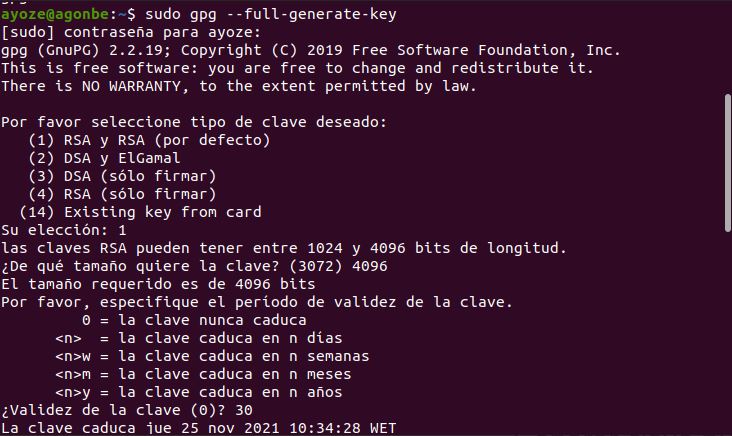 ayoze@agonbe:~$ sudo gpg --full-generate-key
[sudo] contraseña para ayoze:
gpg (GnuPG) 2.2.19; Copyright (C) 2019 Free Software Foundation, Inc.
This is free software: you are free to change and redistribute it.
There is NO WARRANTY, to the extent permitted by law.
Por favor seleccione tipo de clave deseado:
(1) RSA y RSA (por defecto)
(2) DSA y ElGamal
(3) DSA (sólo firmar)
(4) RSA (sólo firmar)
(14) Existing key from card
Su elección: 1
las claves RSA pueden tener entre 1024 y 4096 bits de longitud.
¿De qué tamaño quiere la clave? (3072) 4096
El tamaño requerido es de 4096 bits
Por favor, especifique el período de validez de la clave.
0 = la clave nunca caduca
<n>  = la clave caduca en n días
<n>w = la clave caduca en n semanas
<n>m = la clave caduca en n meses
<n>y = la clave caduca en n años
¿Validez de la clave (0)? 30
La clave caduca jue 25 nov 2021 10:34:28 WET